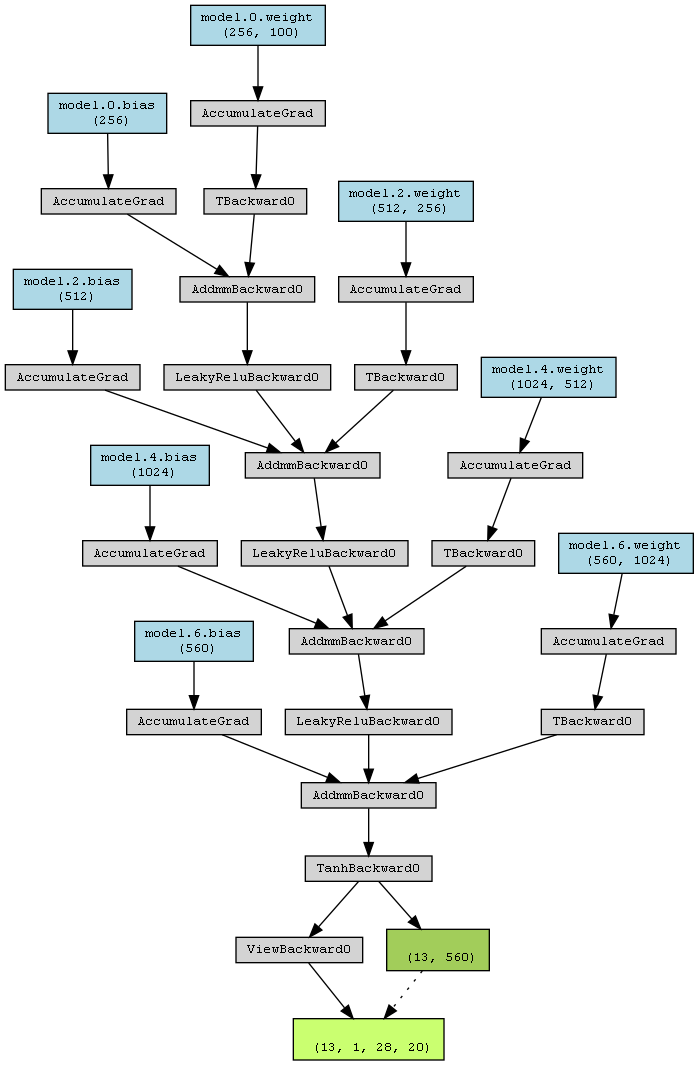 model.0.weight
(256, 100)
AccumulateGrad
model.0.bias
(256)
AccumulateGrad
TBackward0
model.2.weight
(512, 256)
AddmmBackward0
AccumulateGrad
model.2.bias
(512)
AccumulateGrad
LeakyReluBackward0
TBackward0
model.4.weight
(1024, 512)
AddmmBackward0
AccumulateGrad
model.4.bias
(1024)
AccumulateGrad
LeakyReluBackward0
TBackward0
model.6.weight
(560, 1024)
AddmmBackward0
AccumulateGrad
model.6.bias
(560)
AccumulateGrad
LeakyReluBackward0
TBackward0
AddmmBackward0
TanhBackward0
ViewBackward0
(13, 560)
(13, 1, 28, 20)